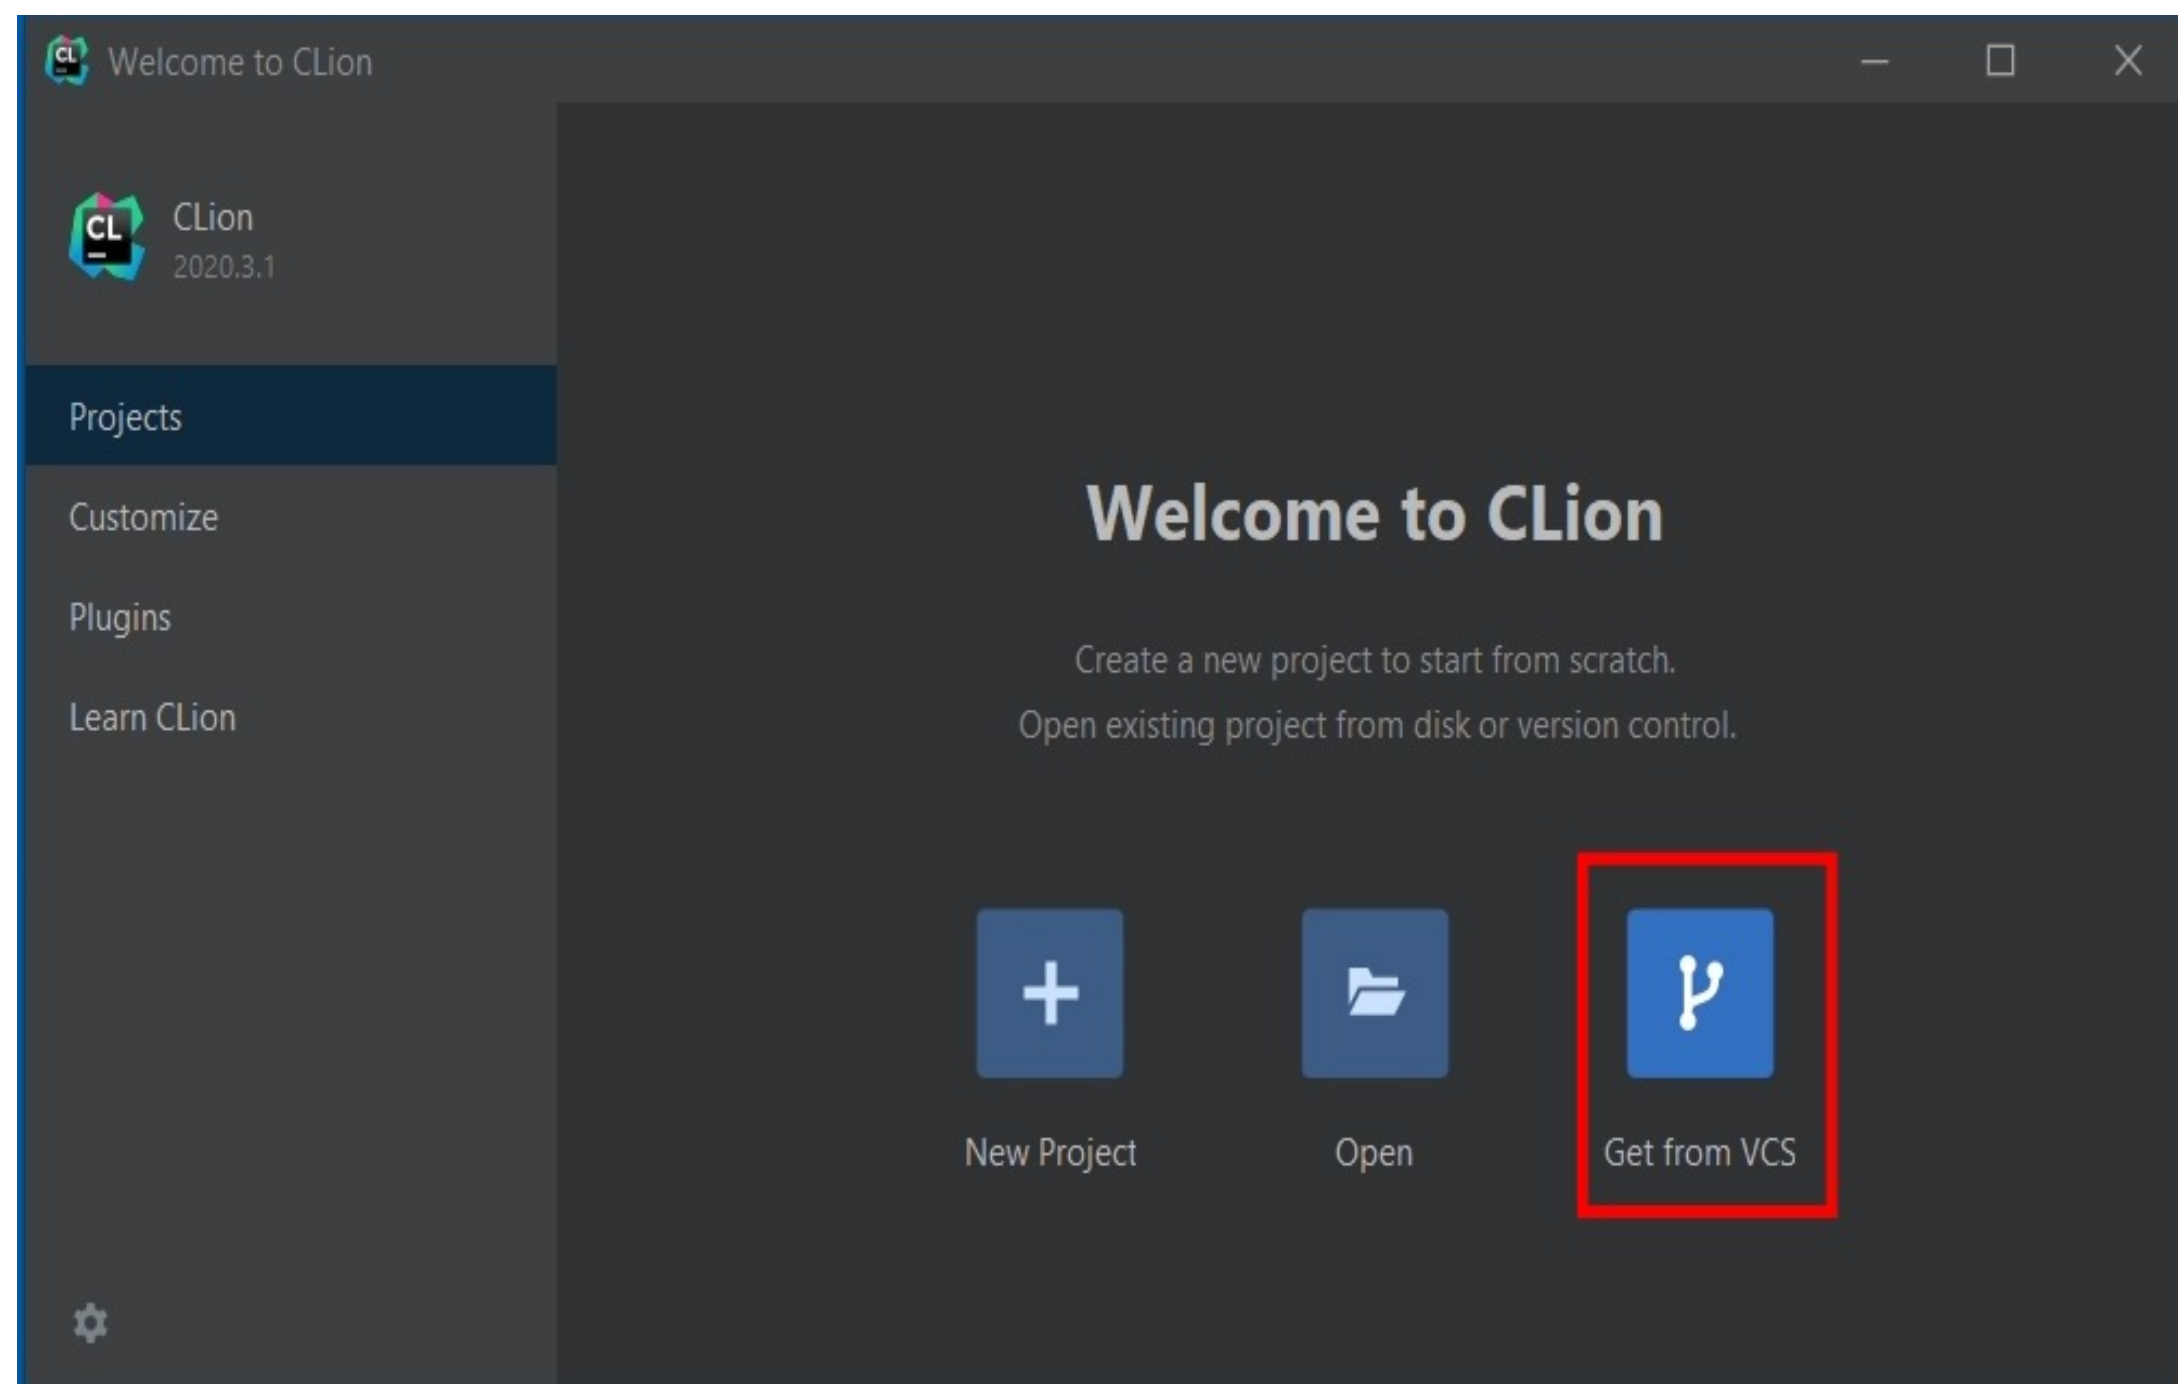 Welcome to CLion
CL
CLion
2020.3.1
Projects
Customize
Plugins
Learn CLion
Welcome to CLion
Create a new project to start from scratch.
Open existing project from disk or version control.
New Project
Open
Get from VCS